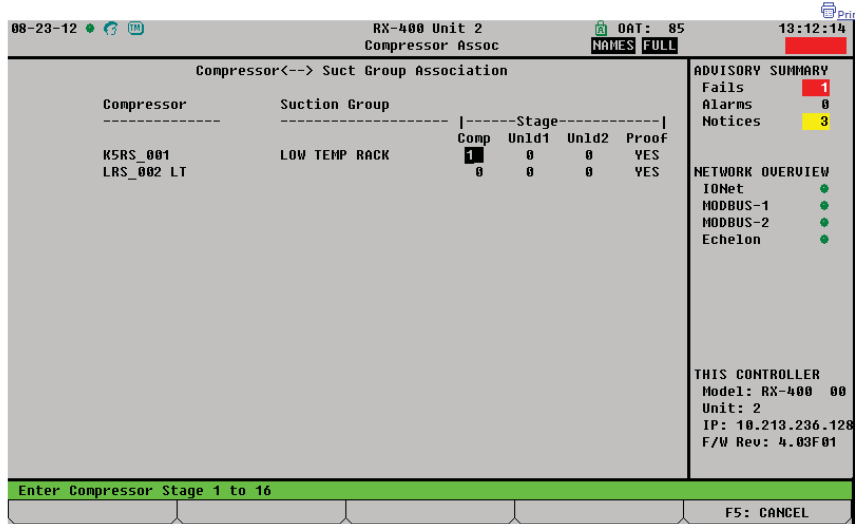 Prin
08-23-12 TM RX-400 Unit 2 A OAT: 85 13:12:14
Compressor Assoc NAMES FULL
Compressor<--> Suct Group Association
Compressor Suction Group
-------------- -------------------- |------Stage------------|
Comp Unld1 Unld2 Proof
K5RS_001 LOW TEMP RACK 1 0 0 YES
LRS_002 LT 0 0 0 YES
ADVISORY SUMMARY
Fails 1
Alarms 0
Notices 3
NETWORK OVERVIEW
IONet
MODBUS-1
MODBUS-2
Echelon
THIS CONTROLLER
Model: RX-400 00
Unit: 2
IP: 10.213.236.128
F/W Rev: 4.03F01
Enter Compressor Stage 1 to 16
F5: CANCEL